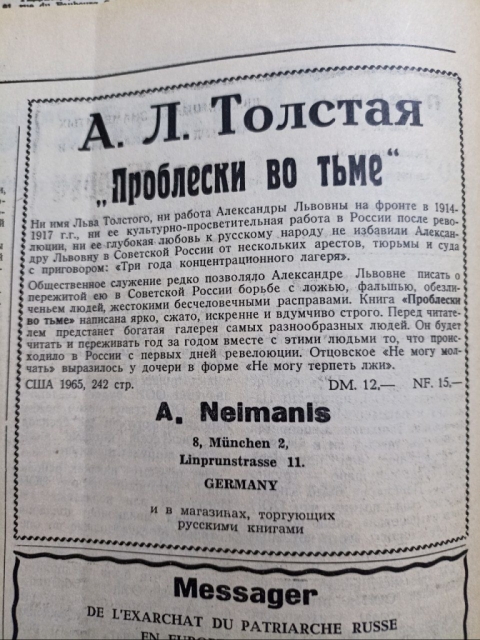 А. Л. Толстая
„Проблески во тьме“
Ни имя Льва Толстого, ни работа Александры Львовны на фронте в 1914-
1917 г.г., ни ее культурно-просветительная работа в России после рево-
люции, ни ее глубокая любовь к русскому народу не избавили Алексан-
дру Львовну в Советской России от нескольких арестов, тюрьмы и суда
с приговором: «Три года концентрационного лагеря».
Общественное служение редко позволяло Александре Львовне писать о
пережитой ею в Советской России борьбе с ложью, фальшью, обезли-
ченьем людей, жестокими бесчеловечными расправами. Книга «Проблески
во тьме» написана ярко, сжато, искренне и вдумчиво строго. Перед читате-
лем предстанет богатая галерея самых разнообразных людей. Он будет
читать и переживать год за годом вместе с этими людьми то, что проис-
ходило в России с первых дней ревелоюции. Отцовское «Не могу мол-
чать» выразилось у дочери в форме «Не могу терпеть лжи».
США 1965, 242 стр. DM. 12,— NF. 15.—
A. Neimanis
8, München 2,
Linprunstrasse 11.
GERMANY
и в магазинах, торгующих
русскими книгами
Messager
DE L'EXARCHAT DU PATRIARCHE RUSSE